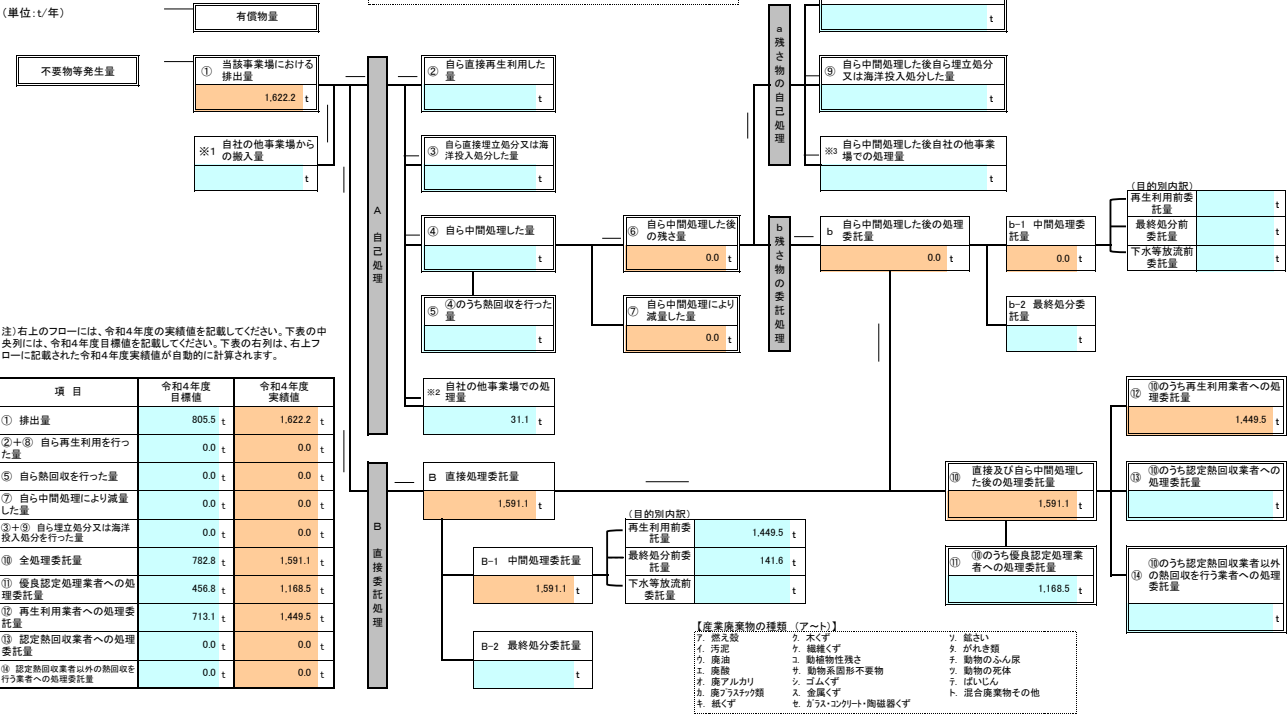 （単位：t/年）
有償物量
不要物等発生量
① 当該事業場における
排出量
1,622.2 t
※1 自社の他事業場から
の搬入量
t
A 自己処理
② 自ら直接再生利用した
量
t
③ 自ら直接埋立処分又は海
洋投入処分した量
t
④ 自ら中間処理した量
t
⑤ ④のうち熱回収を行った
量
t
※2 自社の他事業場での処
理量
31.1 t
⑥ 自ら中間処理した後
の残さ量
0.0 t
⑦ 自ら中間処理により
減量した量
0.0 t
a 残さ物の自己処理
t
⑨ 自ら中間処理した後自ら埋立処分
又は海洋投入処分した量
t
※3 自ら中間処理した後自社の他事業
場での処理量
t
b 残さ物の委託処理
b 自ら中間処理した後の処理
委託量
0.0 t
b-1 中間処理委
託量
0.0 t
b-2 最終処分委
託量
t
（目的別内訳）
再生利用前委
託量 t
最終処分前
委託量 t
下水等放流前
委託量 t
注）右上のフローには、令和４年度の実績値を記載してください。下表の中
央列には、令和４年度目標値を記載してください。下表の右列は、右上フ
ローに記載された令和４年度実績値が自動的に計算されます。
項 目 令和４年度
目標値 令和４年度
実績値
① 排出量 805.5 t 1,622.2 t
②＋⑧ 自ら再生利用を行っ
た量 0.0 t 0.0 t
⑤ 自ら熱回収を行った量 0.0 t 0.0 t
⑦ 自ら中間処理により減量
した量 0.0 t 0.0 t
③＋⑨ 自ら埋立処分又は海洋
投入処分を行った量 0.0 t 0.0 t
⑩ 全処理委託量 782.8 t 1,591.1 t
⑪ 優良認定処理業者への処
理委託量 456.8 t 1,168.5 t
⑫ 再生利用業者への処理委
託量 713.1 t 1,449.5 t
⑬ 認定熱回収業者への処理
委託量 0.0 t 0.0 t
⑭ 認定熱回収業者以外の熱回収を
行う業者への処理委託量 0.0 t 0.0 t
B 直接委託処理
B 直接処理委託量
1,591.1 t
B-1 中間処理委託量
1,591.1 t
B-2 最終処分委託量
t
（目的別内訳）
再生利用前委
託量 1,449.5 t
最終処分前委
託量 141.6 t
下水等放流前
委託量
⑩ 直接及び自ら中間処理し
た後の処理委託量
1,591.1 t
⑪ ⑩のうち優良認定処理業
者への処理委託量
1,168.5 t
⑫ ⑩のうち再生利用業者への処
理委託量
1,449.5 t
⑬ ⑩のうち認定熱回収業者への
処理委託量
t
⑭ ⑩のうち認定熱回収業者以外
の熱回収を行う業者への処理
委託量
t
【産業廃棄物の種類 （ア～ト）】
ア. 燃え殻 ク. 木くず ソ. 鉱さい
イ. 汚泥 ケ. 繊維くず タ. がれき類
ウ. 廃油 コ. 動植物性残さ チ. 動物のふん尿
エ. 廃酸 サ. 動物系固形不要物 ツ. 動物の死体
オ. 廃アルカリ シ. ゴムくず テ. ばいじん
カ. 廃プラスチック類 ス. 金属くず ト. 混合廃棄物その他
キ. 紙くず セ. ガラス・コンクリート・陶磁器くず